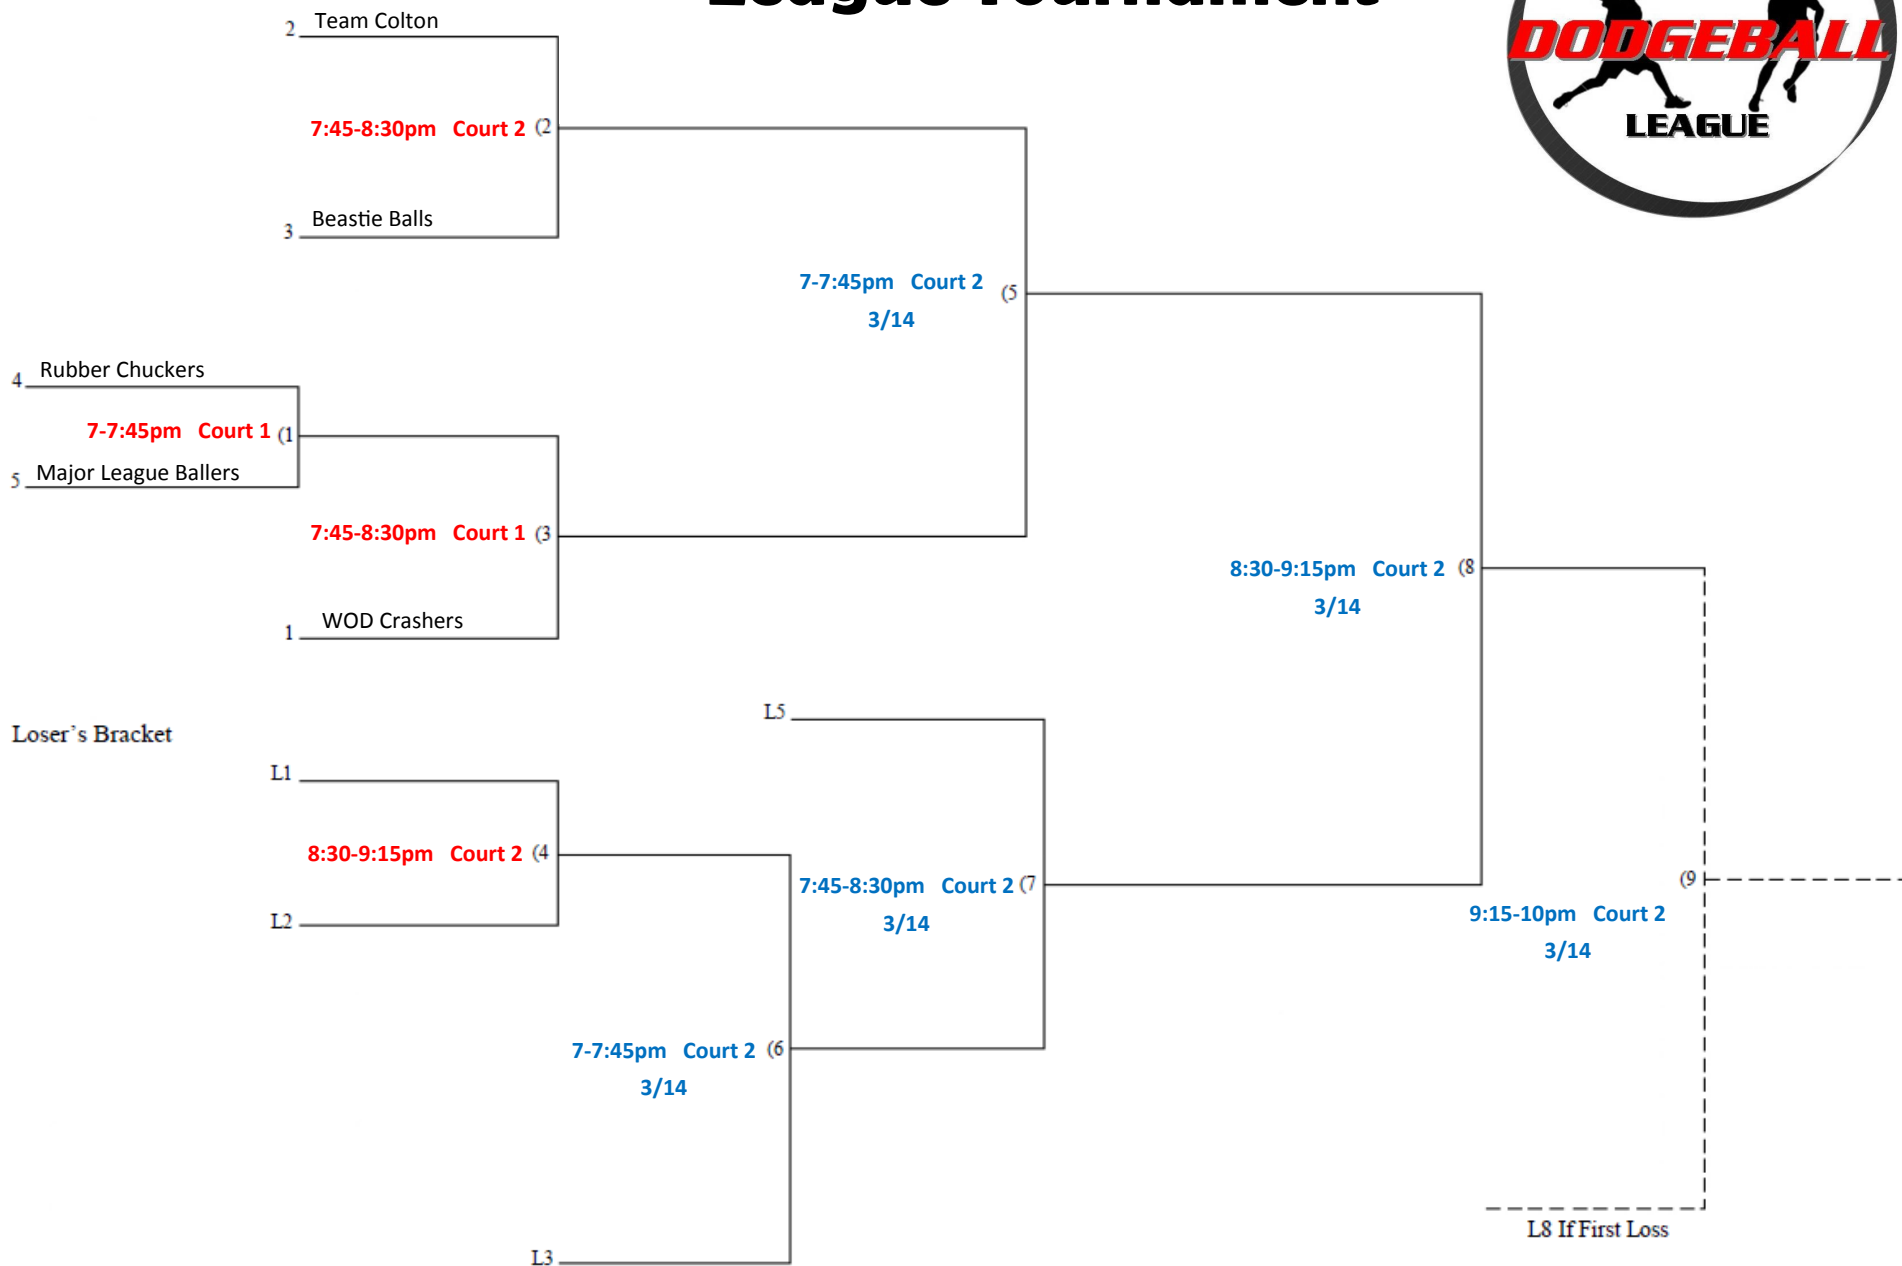 League Tournament
DODGEBALL
LEAGUE
2 Team Colton
7:45-8:30pm Court 2 (2
3 Beastie Balls
7-7:45pm Court 2 (5
3/14
4 Rubber Chuckers
7-7:45pm Court 1 (1
5 Major League Ballers
7:45-8:30pm Court 1 (3
8:30-9:15pm Court 2 (8
3/14
1 WOD Crashers
L5
Loser's Bracket
L1
8:30-9:15pm Court 2 (4
7:45-8:30pm Court 2 (7
3/14
L2
(9
9:15-10pm Court 2
3/14
7-7:45pm Court 2 (6
3/14
L8 If First Loss
L3